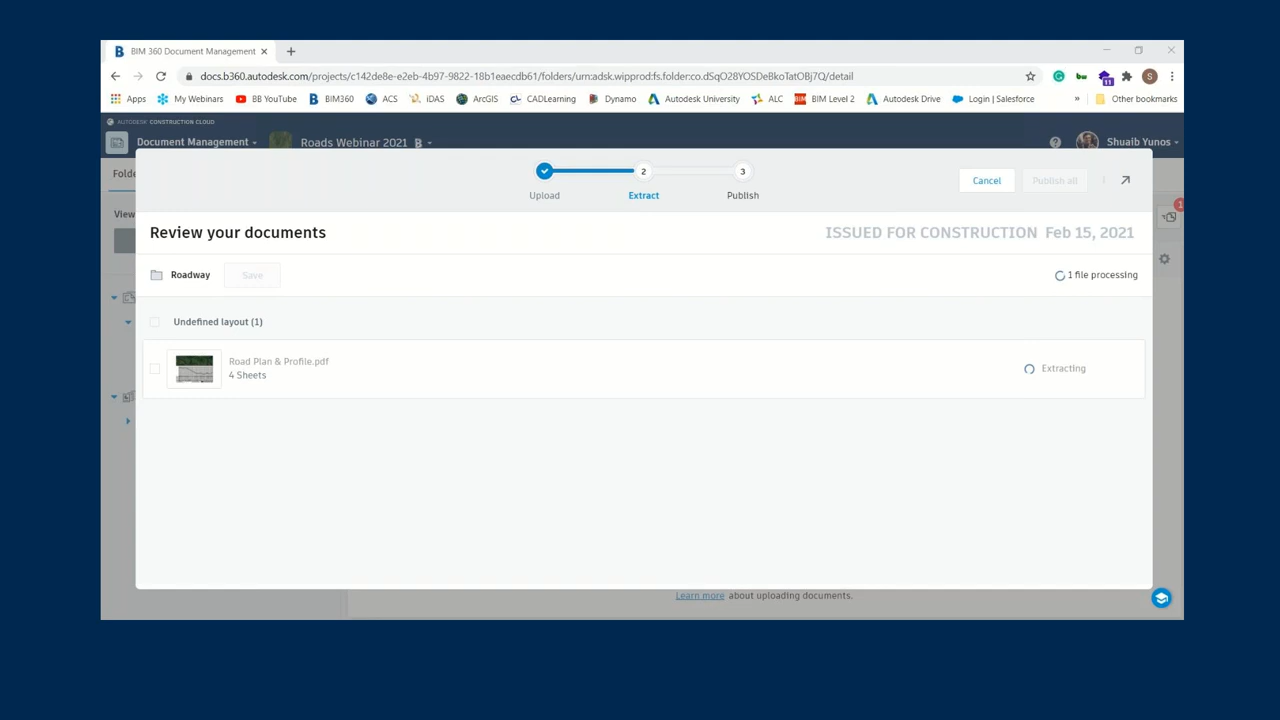 BIM 360 Document Management
docs.b360.autodesk.com/projects/c142de8e-e2eb-4b97-9822-18b1eaecdb61/folders/urn:adsk.wipprod:fs.folder:co.dSqO28YOSDeBkoTatOBj7Q/detail
S
Apps My Webinars BB YouTube BIM360 ACS iDAS ArcGIS CADLearning Dynamo Autodesk University ALC BIM Level 2 Autodesk Drive Login | Salesforce » Other bookmarks
11
AUTODESK CONSTRUCTION CLOUD
Document Management Roads Webinar 2021 Shuaib Yunos
Folde
View
1
2 3
Upload Extract Publish
Cancel Publish all
Review your documents ISSUED FOR CONSTRUCTION Feb 15, 2021
Roadway Save 1 file processing
Undefined layout (1)
Road Plan & Profile.pdf
4 Sheets
Extracting
Learn more about uploading documents.